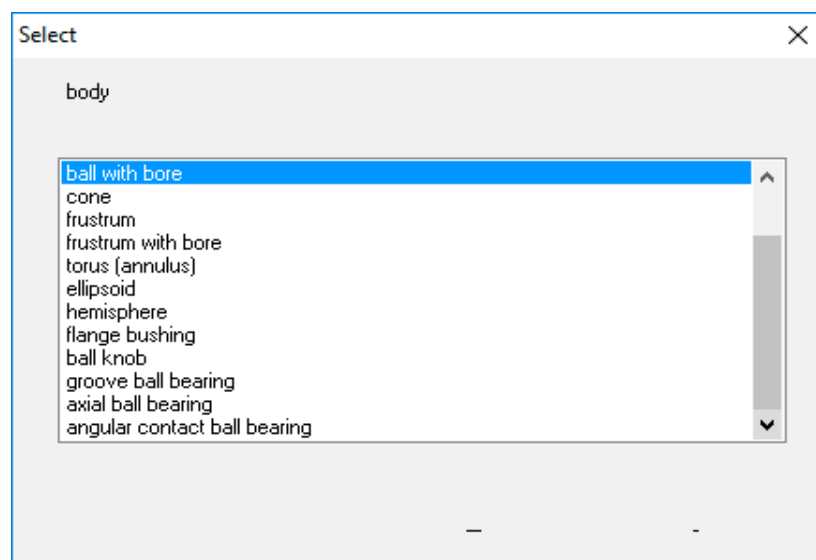 Select
body
ball with bore
cone
frustrum
frustrum with bore
torus (annulus)
ellipsoid
hemisphere
flange bushing
ball knob
groove ball bearing
axial ball bearing
angular contact ball bearing